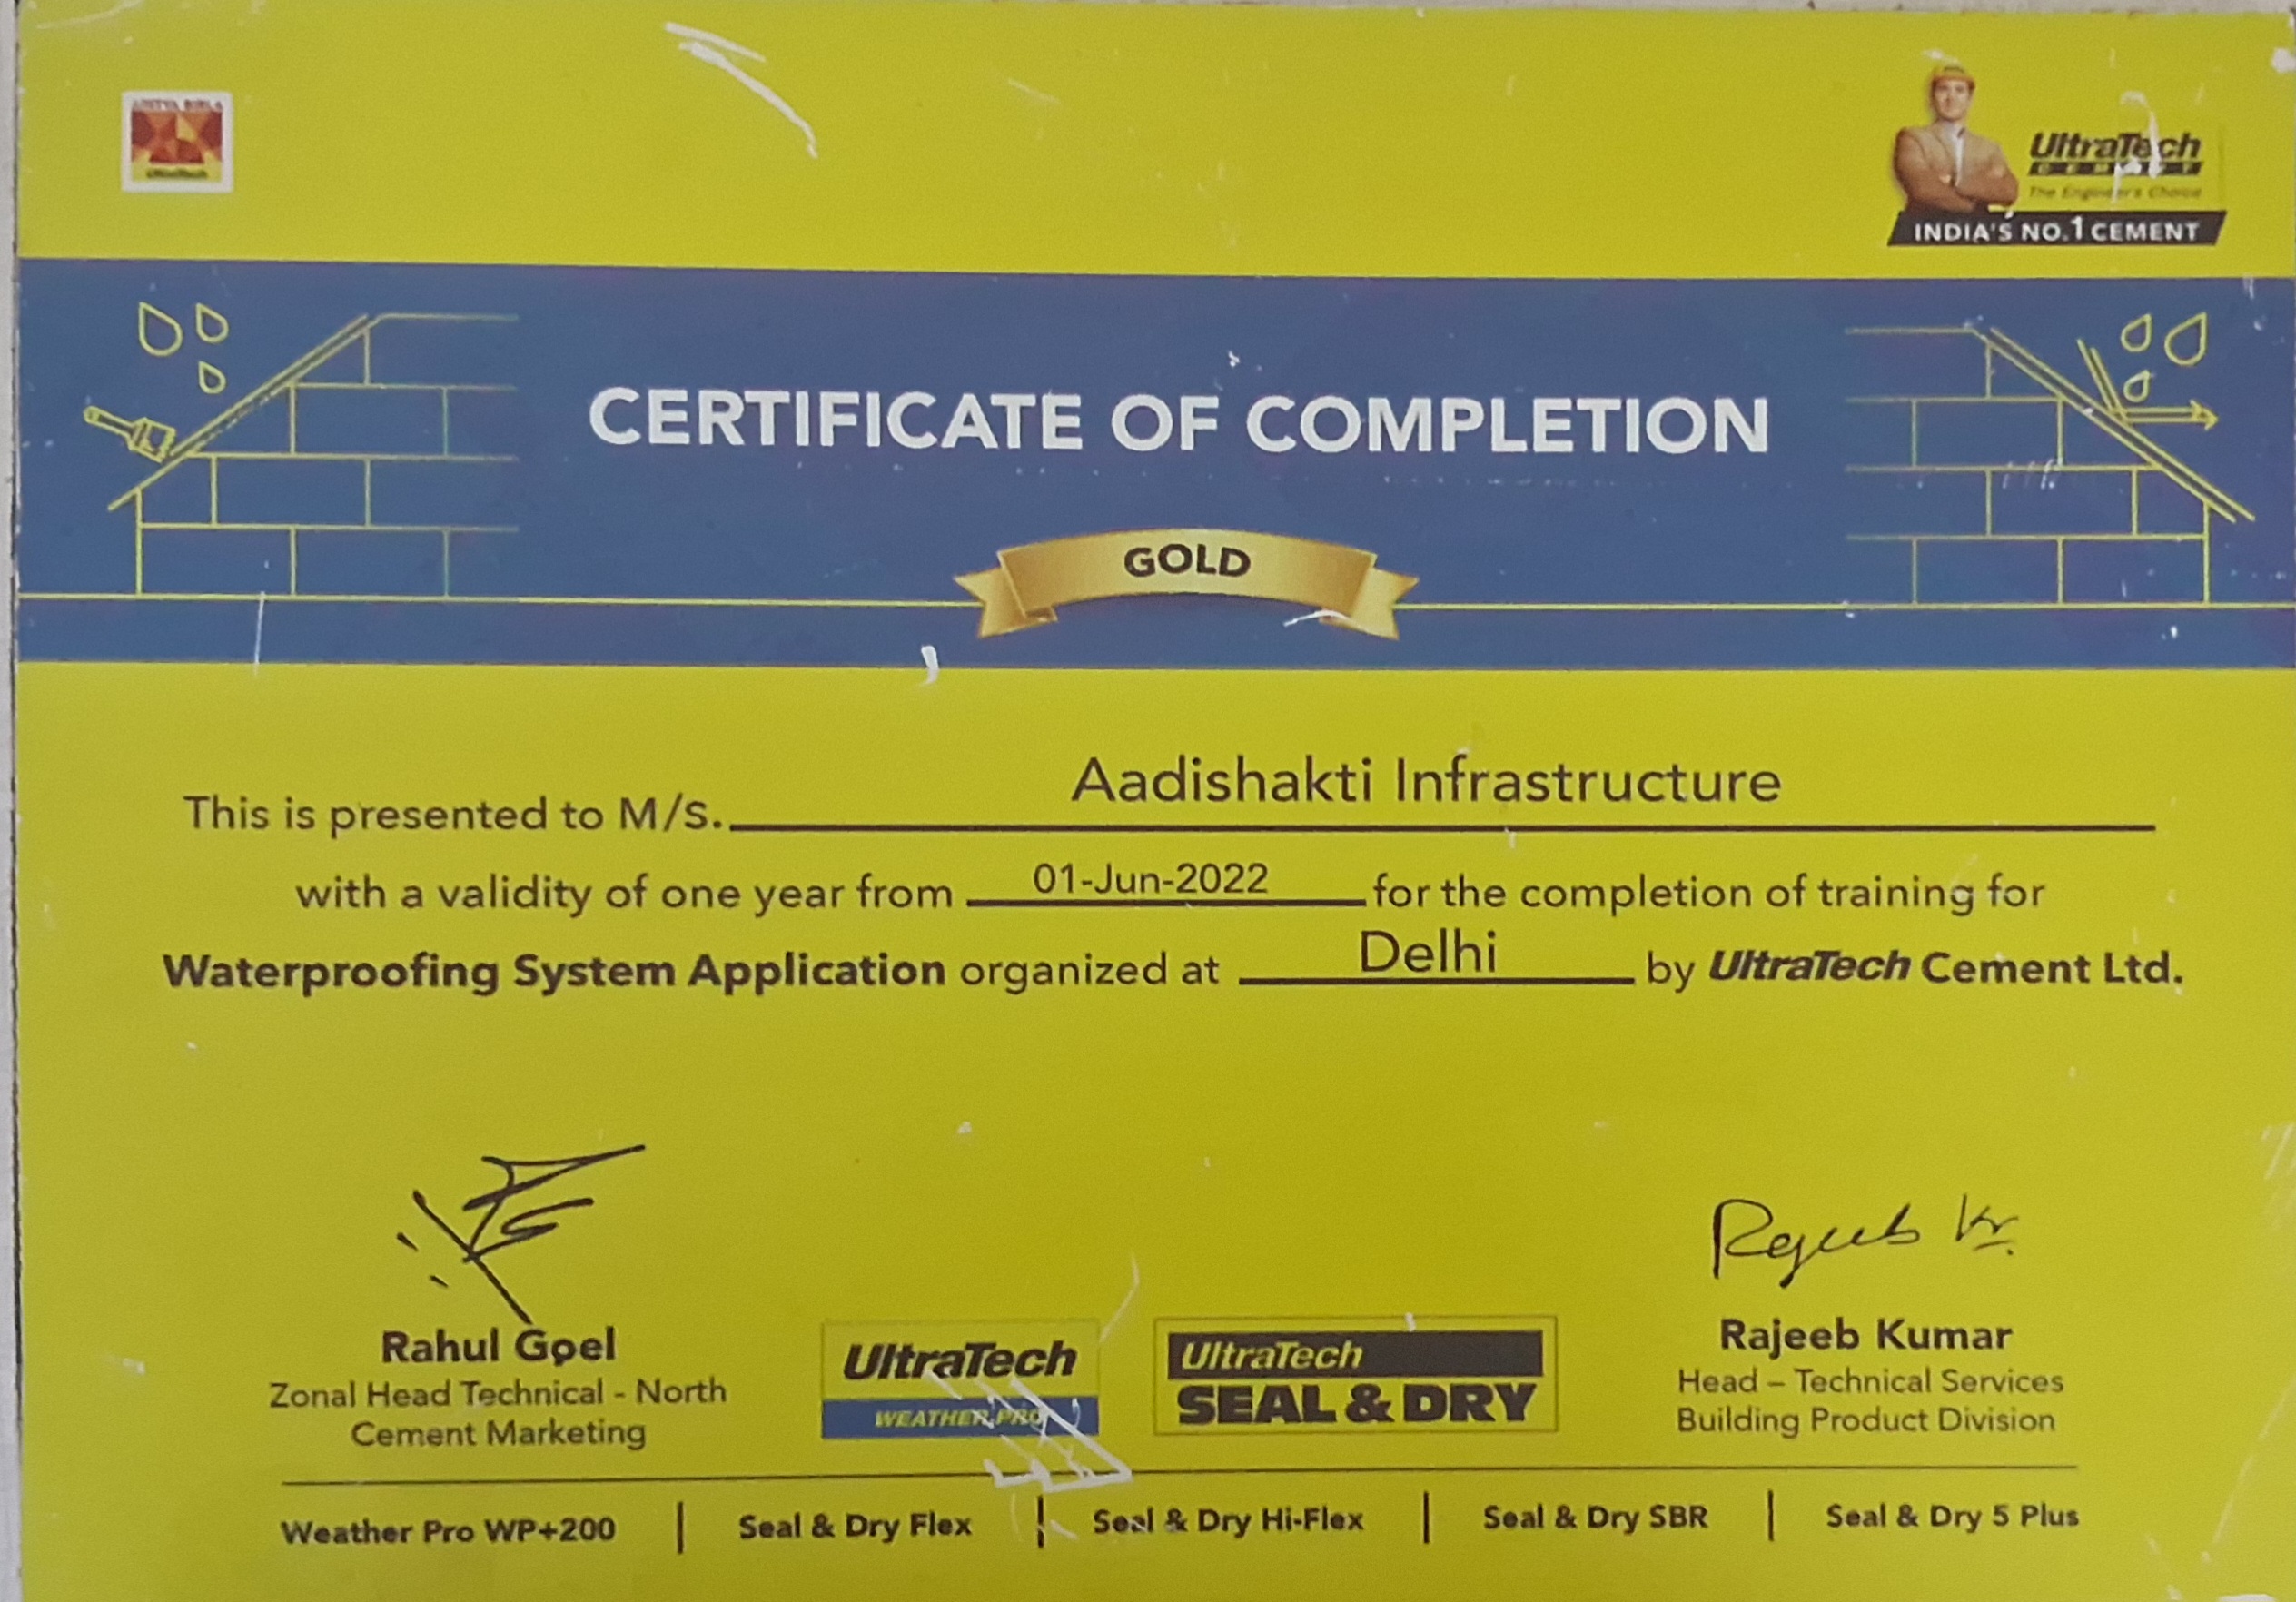 ADITYA BIRLA
UltraTech
UltraTech
CEMENT
The Engineer's Choice
INDIA'S NO.1 CEMENT
CERTIFICATE OF COMPLETION
GOLD
This is presented to M/s. Aadishakti Infrastructure
with a validity of one year from 01-Jun-2022 for the completion of training for
Waterproofing System Application organized at Delhi by UltraTech Cement Ltd.
Rajeeb Kr.
Rahul Goel
Zonal Head Technical - North
Cement Marketing
UltraTech
WEATHER PRO
UltraTech
SEAL & DRY
Rajeeb Kumar
Head – Technical Services
Building Product Division
Weather Pro WP+200 | Seal & Dry Flex | Seal & Dry Hi-Flex | Seal & Dry SBR | Seal & Dry 5 Plus